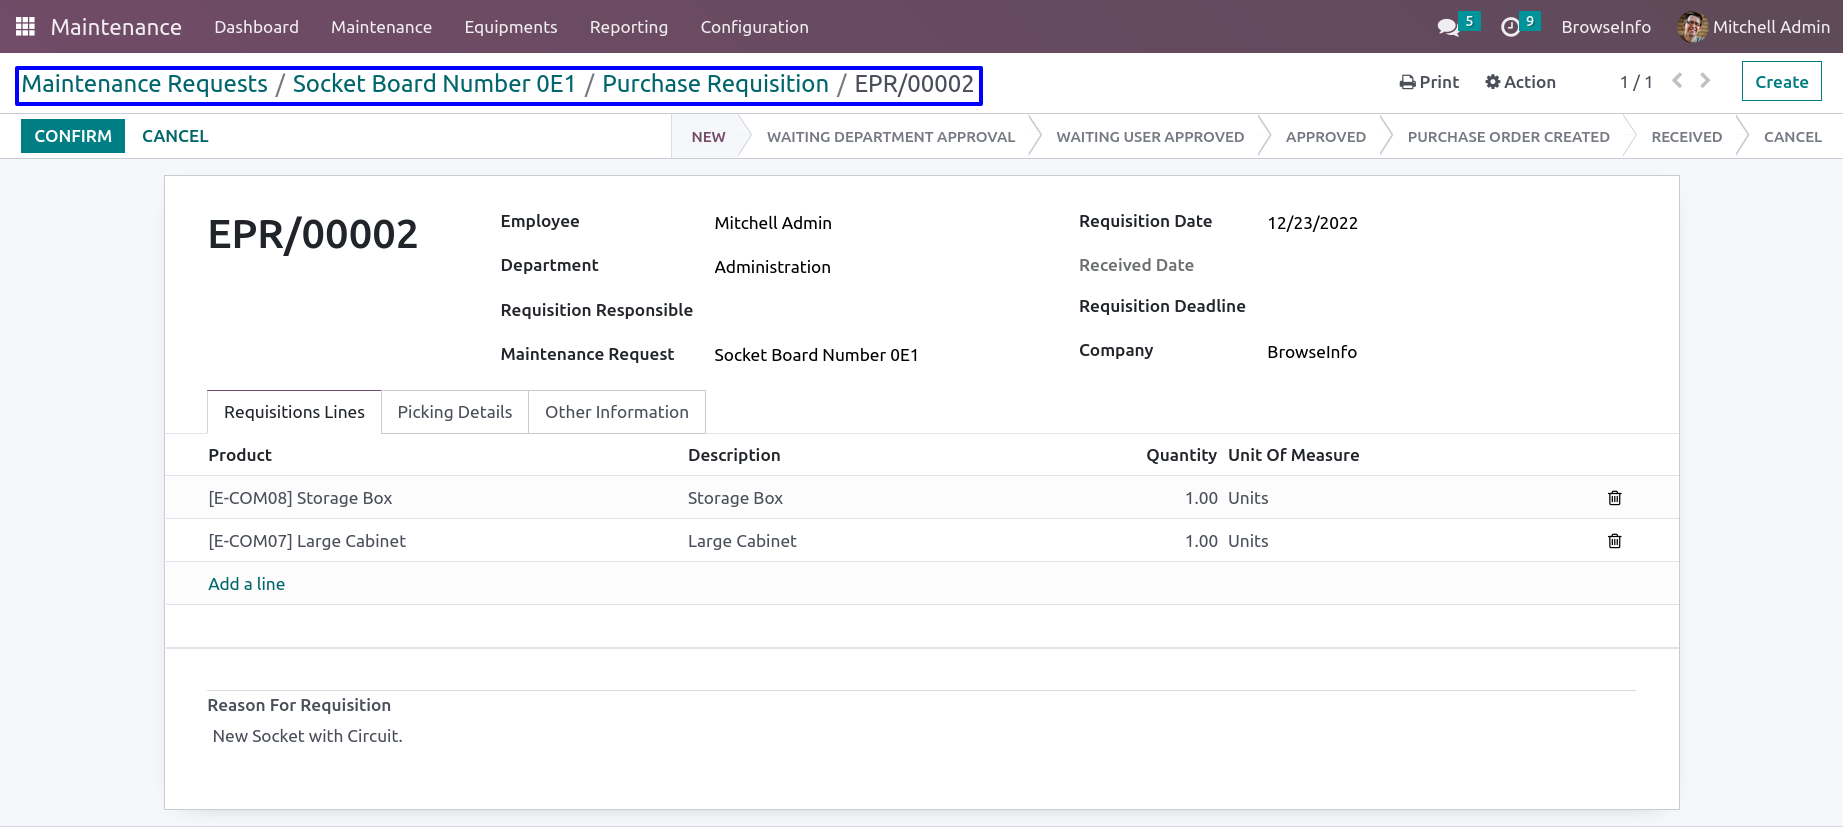 Maintenance Dashboard Maintenance Equipments Reporting Configuration 5 9 BrowseInfo Mitchell Admin
Maintenance Requests / Socket Board Number 0E1 / Purchase Requisition / EPR/00002 Print Action 1 / 1 Create
CONFIRM CANCEL NEW WAITING DEPARTMENT APPROVAL WAITING USER APPROVED APPROVED PURCHASE ORDER CREATED RECEIVED CANCEL
EPR/00002
Employee Mitchell Admin Requisition Date 12/23/2022
Department Administration Received Date
Requisition Responsible Requisition Deadline
Maintenance Request Socket Board Number 0E1 Company BrowseInfo
Requisitions Lines Picking Details Other Information
Product Description Quantity Unit Of Measure
[E-COM08] Storage Box Storage Box 1.00 Units
[E-COM07] Large Cabinet Large Cabinet 1.00 Units
Add a line
Reason For Requisition
New Socket with Circuit.